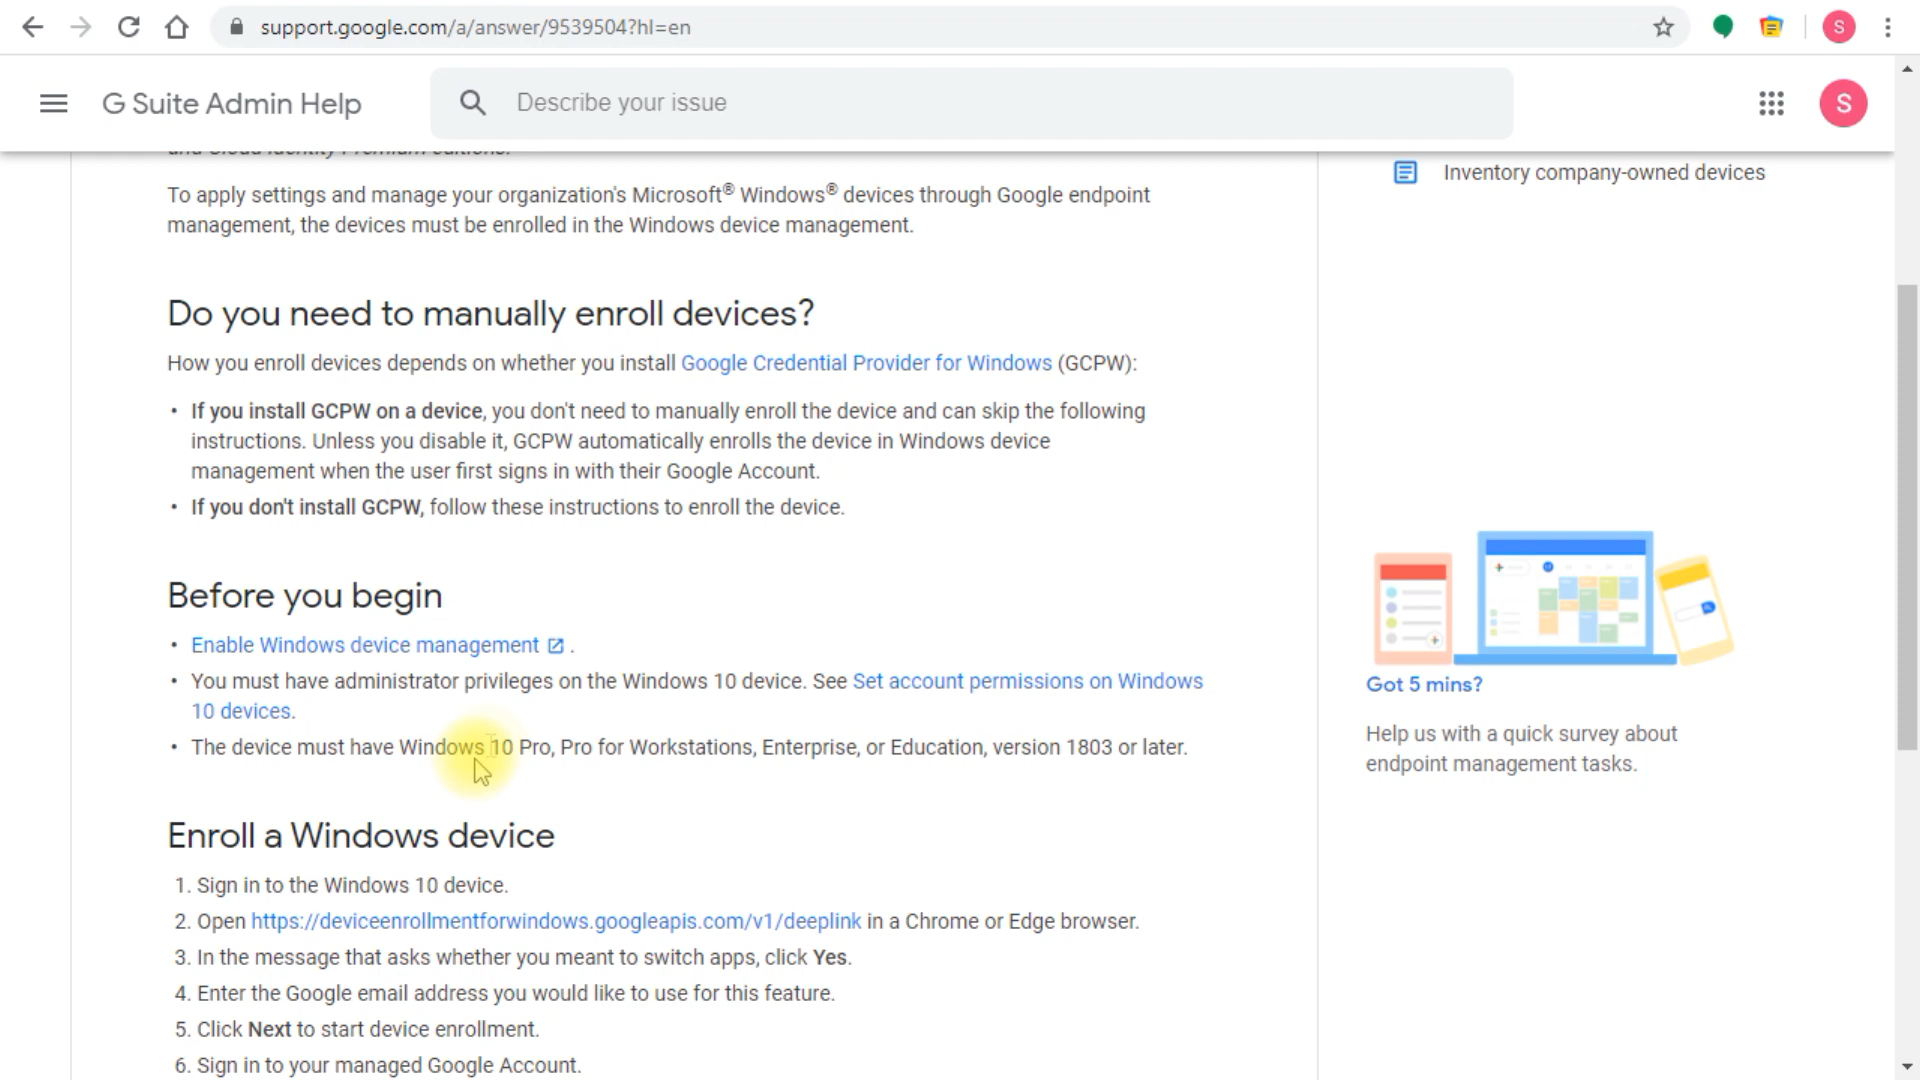 support.google.com/a/answer/9539504?hl=en
S
G Suite Admin Help
Describe your issue
S
and Cloud Identity Premium editions.
Inventory company-owned devices
To apply settings and manage your organization's Microsoft® Windows® devices through Google endpoint
management, the devices must be enrolled in the Windows device management.
Do you need to manually enroll devices?
How you enroll devices depends on whether you install Google Credential Provider for Windows (GCPW):
• If you install GCPW on a device, you don't need to manually enroll the device and can skip the following
instructions. Unless you disable it, GCPW automatically enrolls the device in Windows device
management when the user first signs in with their Google Account.
• If you don't install GCPW, follow these instructions to enroll the device.
Before you begin
• Enable Windows device management .
• You must have administrator privileges on the Windows 10 device. See Set account permissions on Windows
10 devices.
• The device must have Windows 10 Pro, Pro for Workstations, Enterprise, or Education, version 1803 or later.
Got 5 mins?
Help us with a quick survey about
endpoint management tasks.
Enroll a Windows device
1. Sign in to the Windows 10 device.
2. Open https://deviceenrollmentforwindows.googleapis.com/v1/deeplink in a Chrome or Edge browser.
3. In the message that asks whether you meant to switch apps, click Yes.
4. Enter the Google email address you would like to use for this feature.
5. Click Next to start device enrollment.
6. Sign in to your managed Google Account.